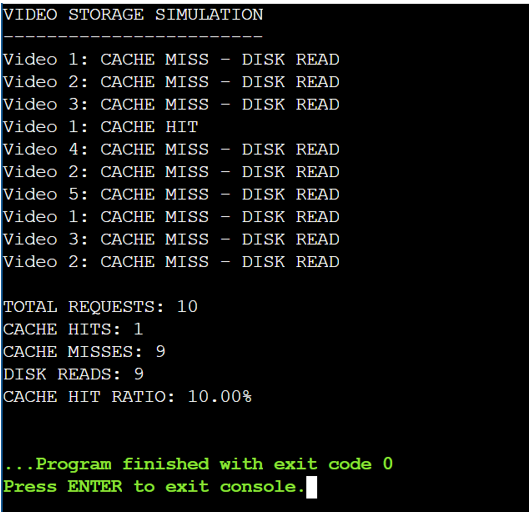 VIDEO STORAGE SIMULATION
------------------------
Video 1: CACHE MISS - DISK READ
Video 2: CACHE MISS - DISK READ
Video 3: CACHE MISS - DISK READ
Video 1: CACHE HIT
Video 4: CACHE MISS - DISK READ
Video 2: CACHE MISS - DISK READ
Video 5: CACHE MISS - DISK READ
Video 1: CACHE MISS - DISK READ
Video 3: CACHE MISS - DISK READ
Video 2: CACHE MISS - DISK READ
TOTAL REQUESTS: 10
CACHE HITS: 1
CACHE MISSES: 9
DISK READS: 9
CACHE HIT RATIO: 10.00%
...Program finished with exit code 0
Press ENTER to exit console.